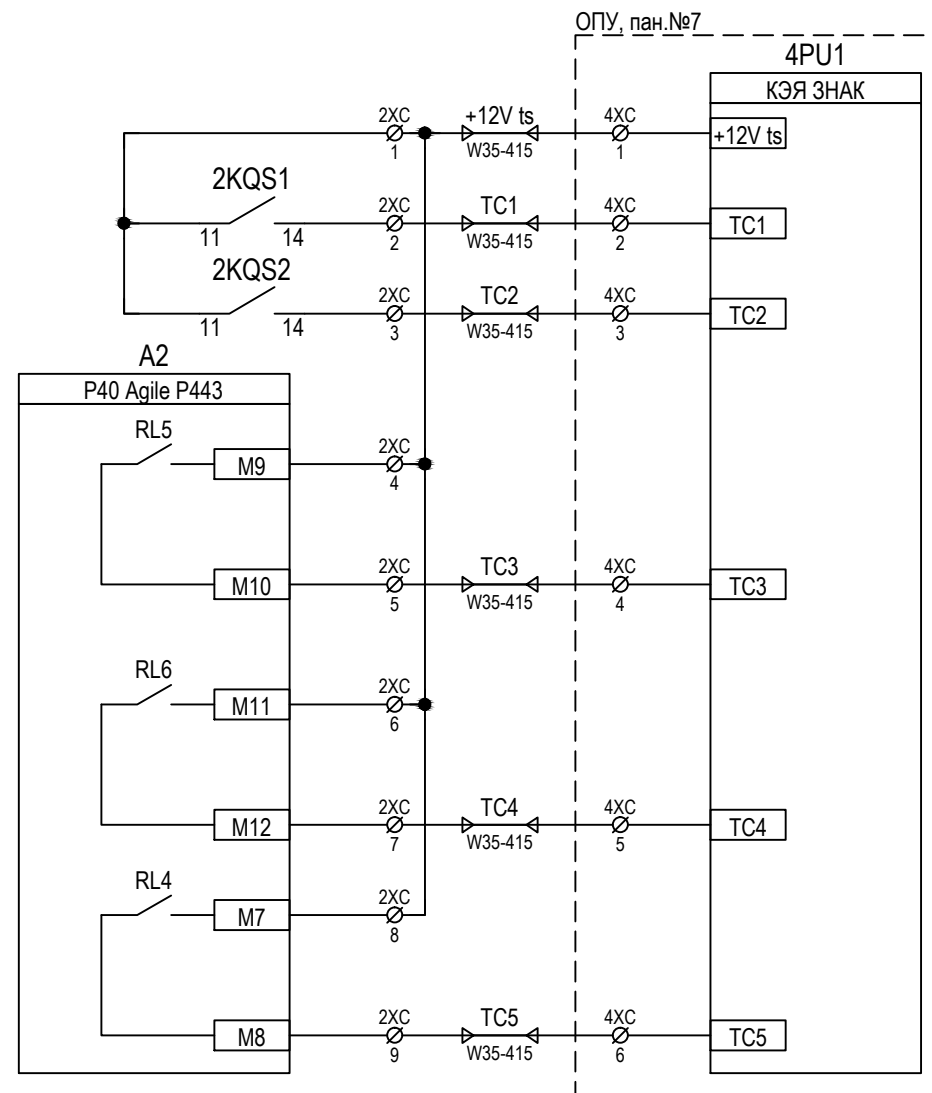 ОПУ, пан.№7
4PU1
КЭЯ ЗНАК
2XC +12V ts 4XC
+12V ts
1 W35-415 1
2KQS1
2XC TC1 4XC
TC1
11 14 2 W35-415 2
2KQS2
2XC TC2 4XC
TC2
11 14 3 W35-415 3
A2
P40 Agile P443
RL5
2XC
M9
4
2XC TC3 4XC
M10 TC3
5 W35-415 4
RL6
2XC
M11
6
2XC TC4 4XC
M12 TC4
7 W35-415 5
RL4
2XC
M7
8
2XC TC5 4XC
M8 TC5
9 W35-415 6